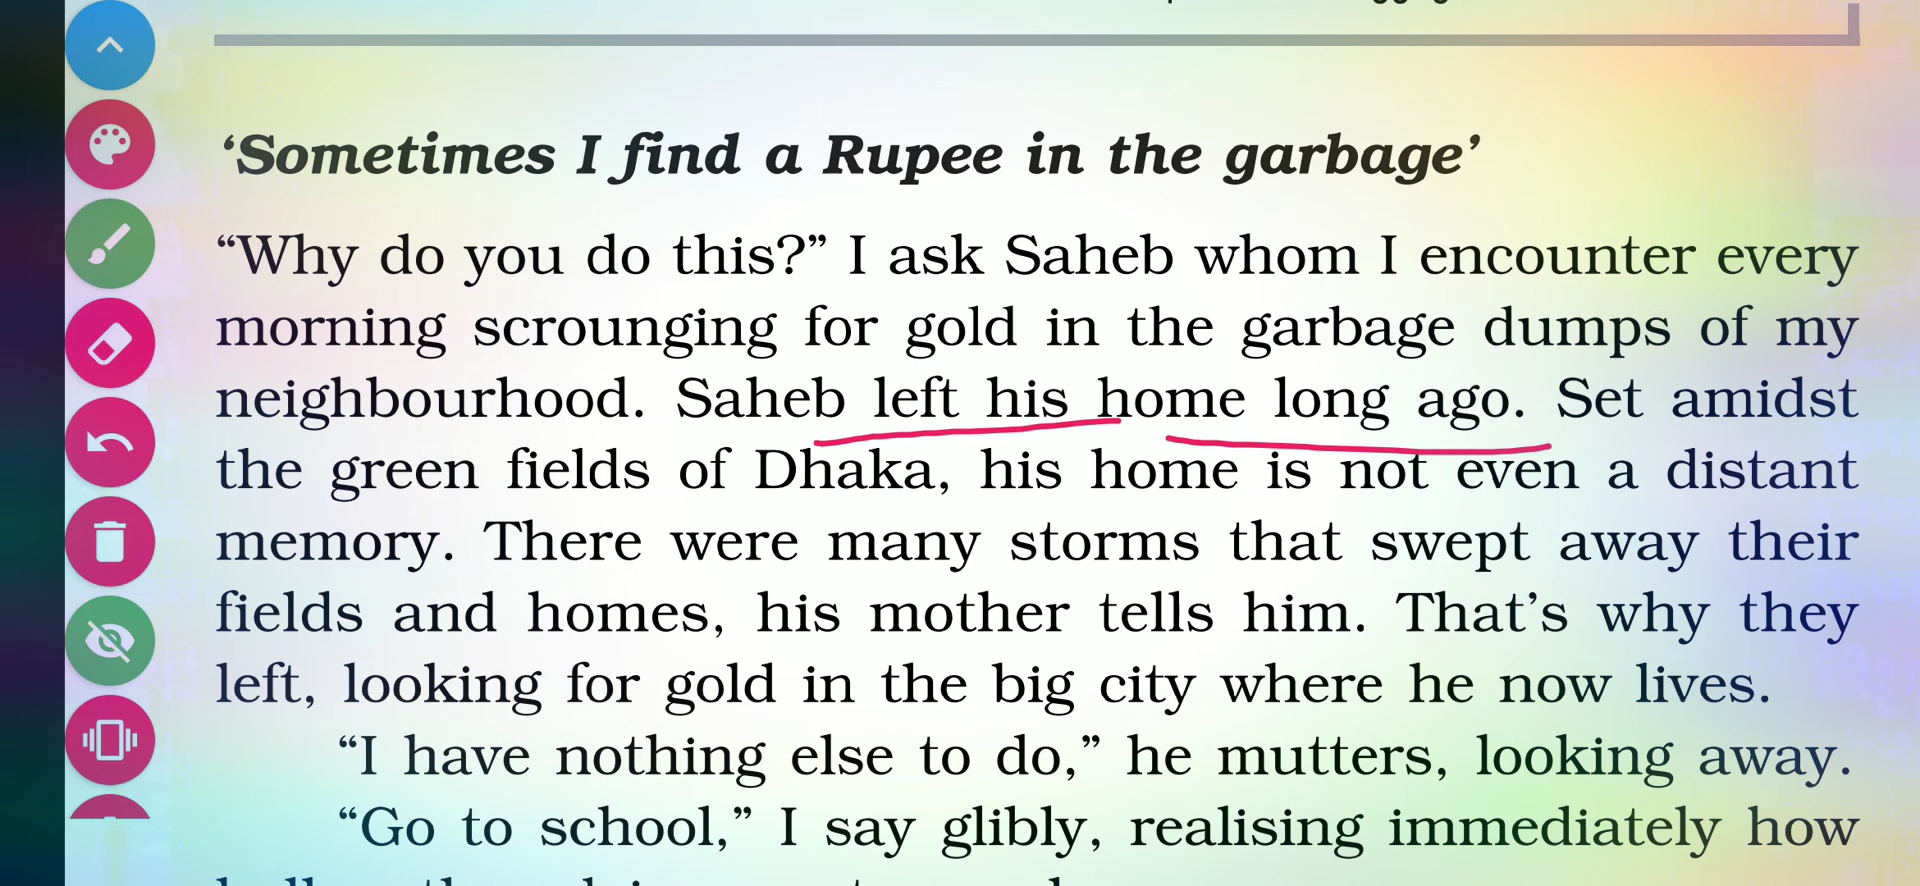 ‘Sometimes I find a Rupee in the garbage’
“Why do you do this?” I ask Saheb whom I encounter every
morning scrounging for gold in the garbage dumps of my
neighbourhood. Saheb left his home long ago. Set amidst
the green fields of Dhaka, his home is not even a distant
memory. There were many storms that swept away their
fields and homes, his mother tells him. That’s why they
left, looking for gold in the big city where he now lives.
“I have nothing else to do,” he mutters, looking away.
“Go to school,” I say glibly, realising immediately how